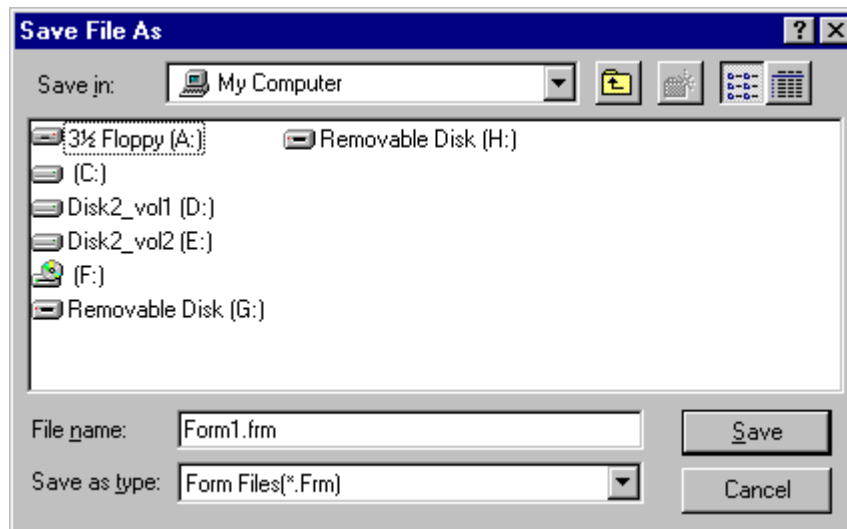 Save File As
Save in: My Computer
3½ Floppy (A:)
(C:)
Disk2_vol1 (D:)
Disk2_vol2 (E:)
(F:)
Removable Disk (G:)
Removable Disk (H:)
File name: Form1.frm
Save
Save as type: Form Files(*.Frm)
Cancel